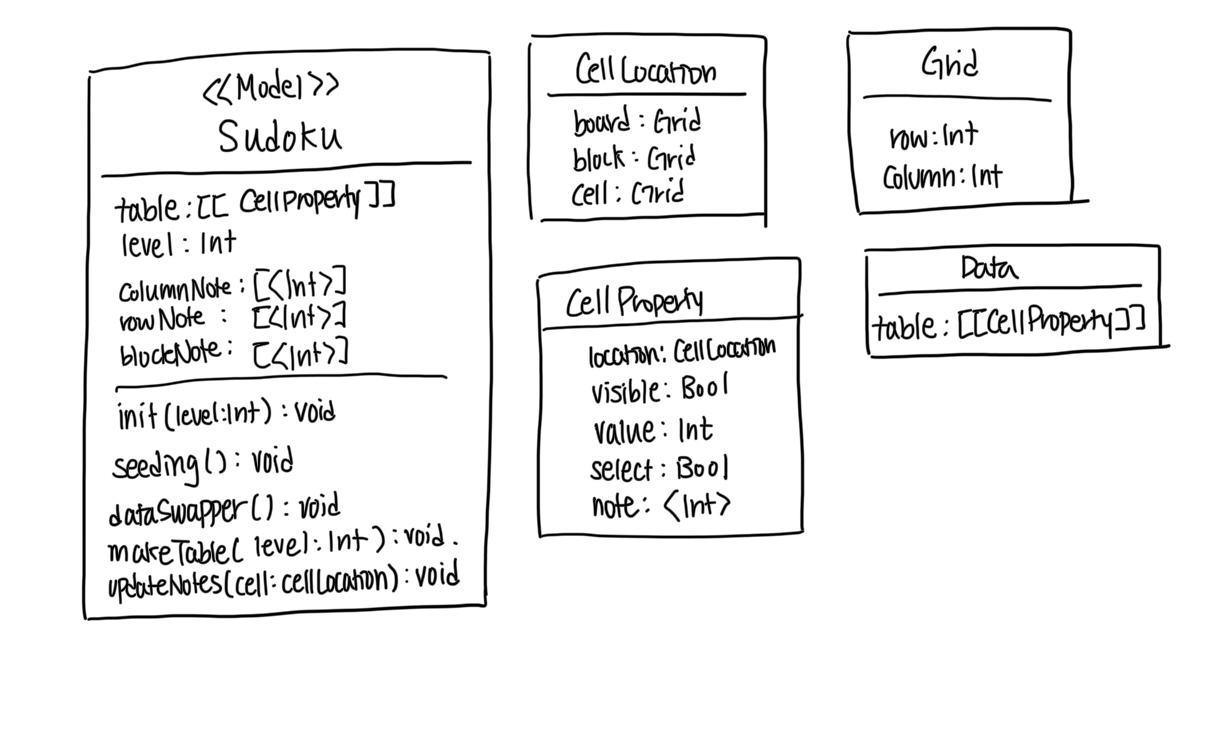 <<Model>>
Sudoku
table:[[ CellProperty]]
level: Int
columnNote: [<Int>]
rowNote : [<Int>]
blockNote: [<Int>]
init(level:Int): void
seeding(): void
dataSwapper(): void
makeTable( level: Int): void.
updateNotes(cell: cellLocation): void
CellLocation
board: Grid
block: Grid
cell: Grid
CellProperty
location: CellLocation
visible: Bool
value: Int
select: Bool
note: <Int>
Grid
row:Int
column: Int
Data
table: [[CellProperty]]